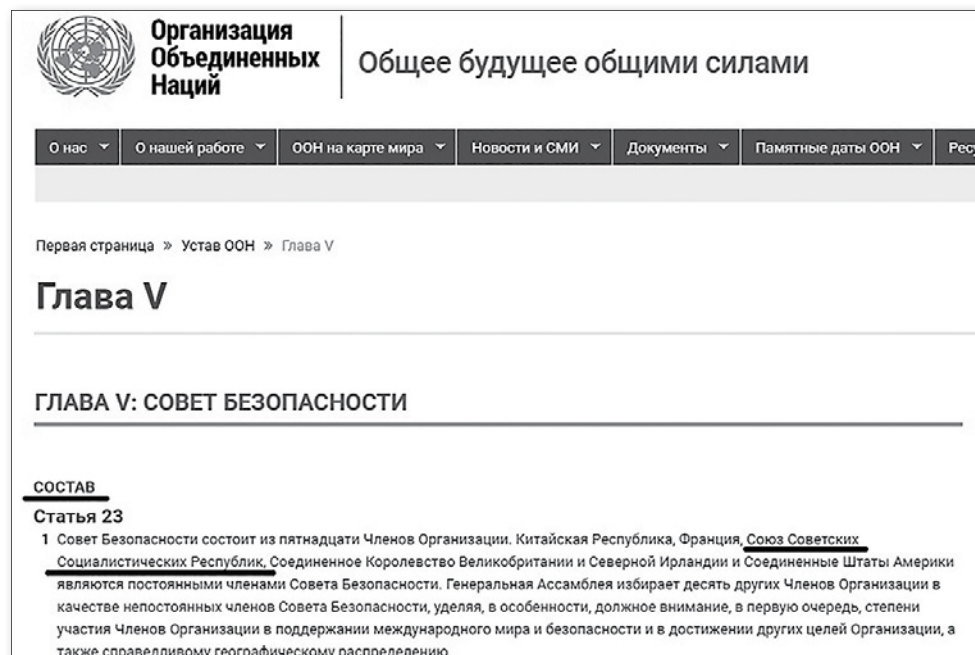 Организация
Объединенных
Наций
Общее будущее общими силами
О нас
О нашей работе
ООН на карте мира
Новости и СМИ
Документы
Памятные даты ООН
Ресу
Первая страница » Устав ООН » Глава V
Глава V
ГЛАВА V: СОВЕТ БЕЗОПАСНОСТИ
СОСТАВ
Статья 23
1 Совет Безопасности состоит из пятнадцати Членов Организации. Китайская Республика, Франция, Союз Советских
Социалистических Республик, Соединенное Королевство Великобритании и Северной Ирландии и Соединенные Штаты Америки
являются постоянными членами Совета Безопасности. Генеральная Ассамблея избирает десять других Членов Организации в
качестве непостоянных членов Совета Безопасности, уделяя, в особенности, должное внимание, в первую очередь, степени
участия Членов Организации в поддержании международного мира и безопасности и в достижении других целей Организации, а
также справедливому географическому распределению.